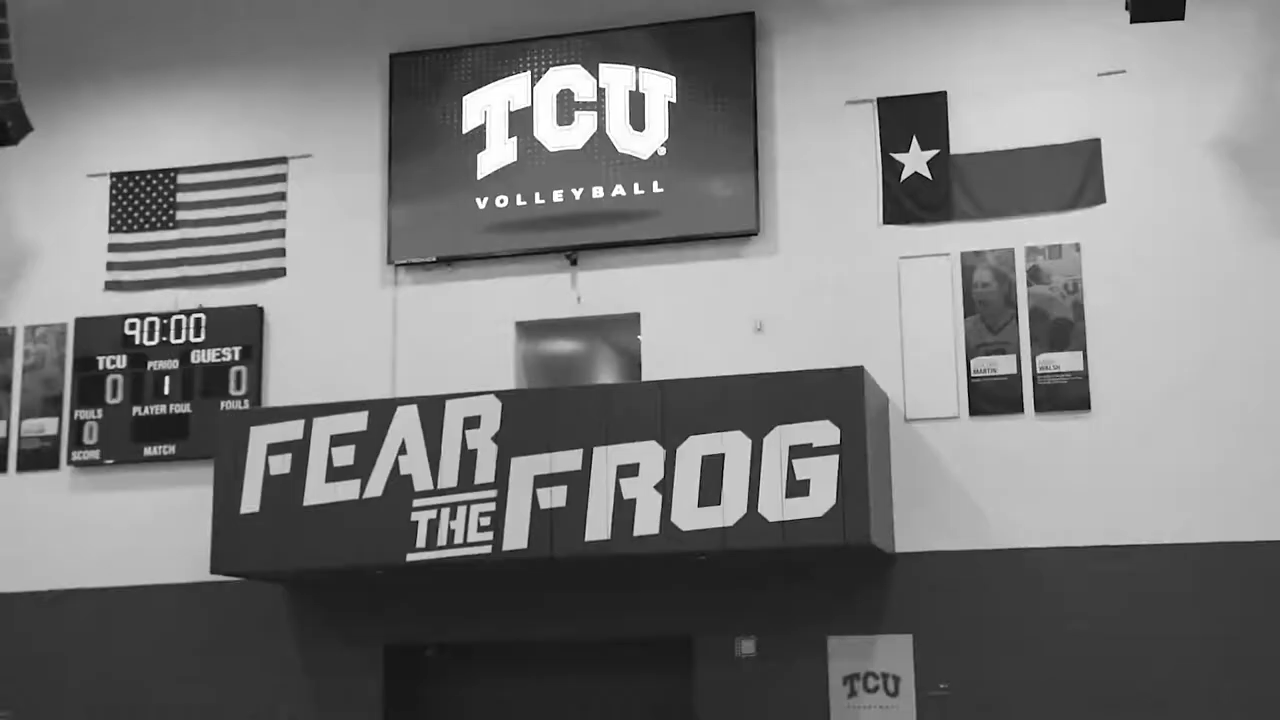 TCU
VOLLEYBALL
90:00
TCU PERIOD GUEST
0 1 0
FOULS PLAYER FOUL FOULS
0
SCORE MATCH
MARTIN
WALSH
FEAR
THE
FROG
TCU